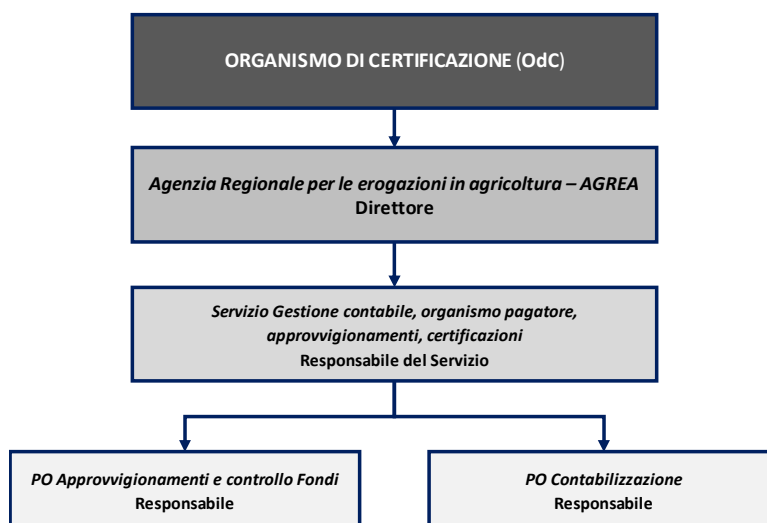 ORGANISMO DI CERTIFICAZIONE (OdC)
Agenzia Regionale per le erogazioni in agricoltura – AGREA
Direttore
Servizio Gestione contabile, organismo pagatore,
approvvigionamenti, certificazioni
Responsabile del Servizio
PO Approvvigionamenti e controllo Fondi
Responsabile
PO Contabilizzazione
Responsabile